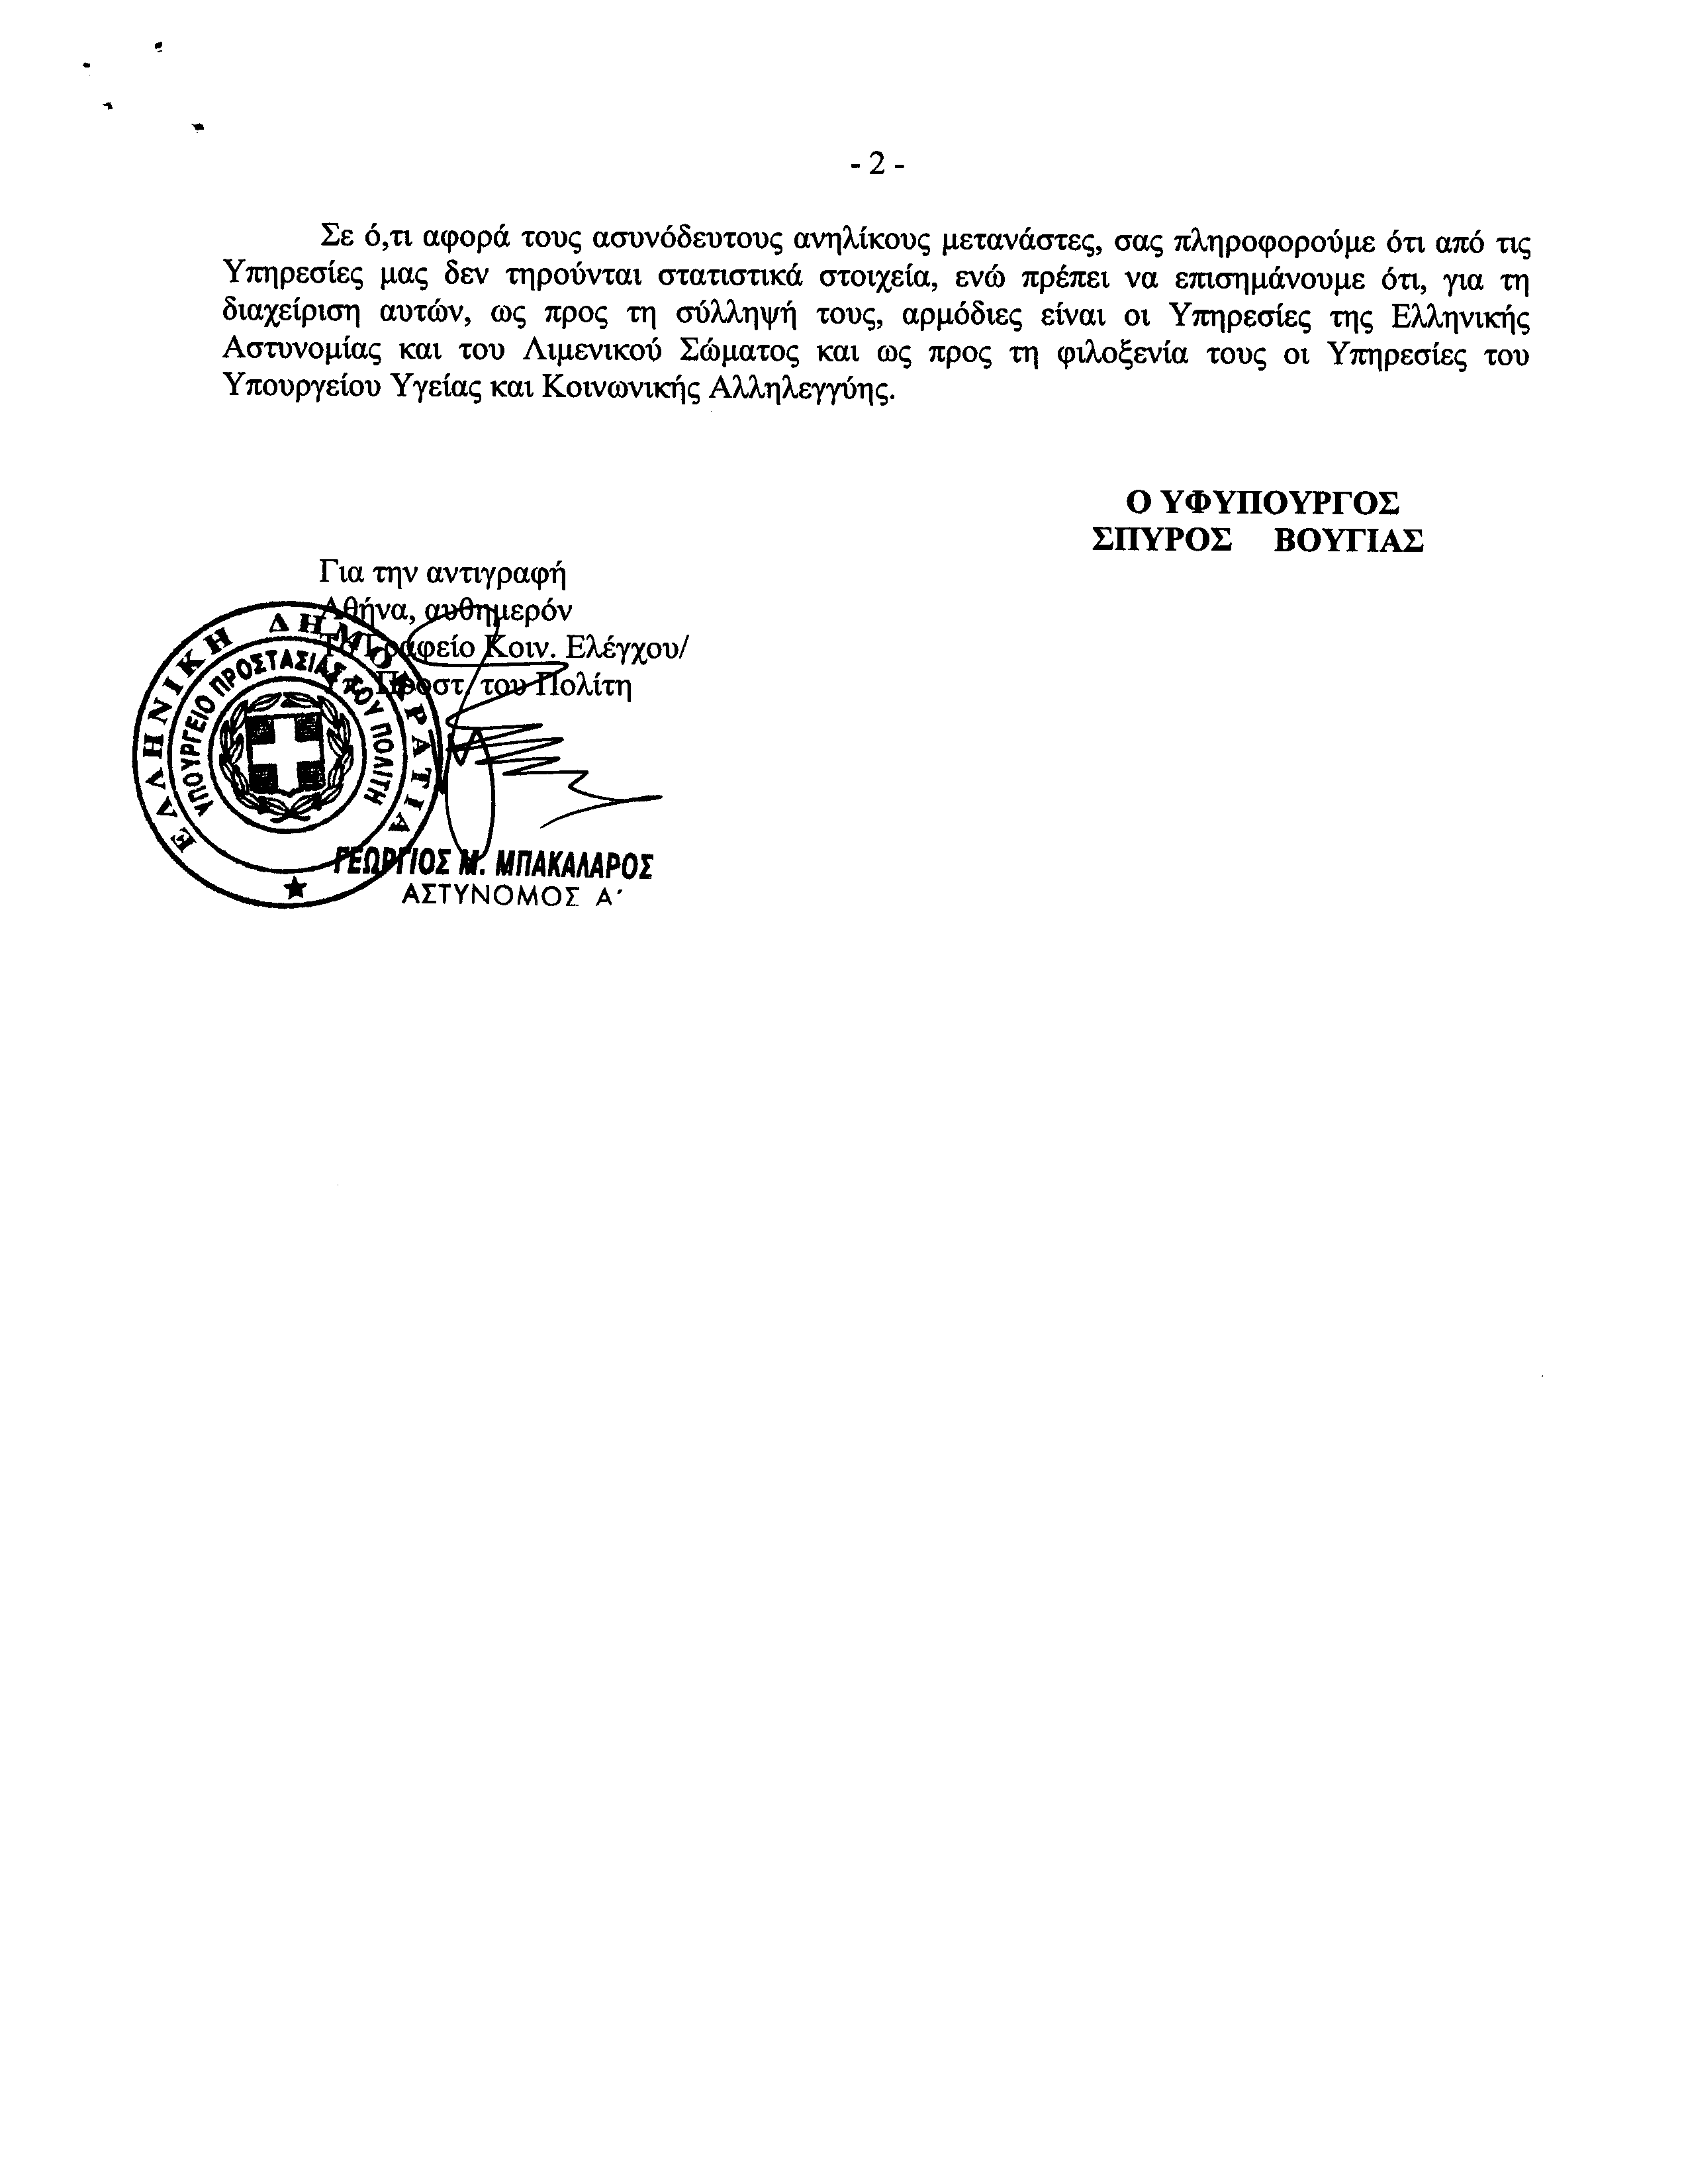 - 2 -
Σε ό,τι αφορά τους ασυνόδευτους ανηλίκους μετανάστες, σας πληροφορούμε ότι από τις
Υπηρεσίες μας δεν τηρούνται στατιστικά στοιχεία, ενώ πρέπει να επισημάνουμε ότι, για τη
διαχείριση αυτών, ως προς τη σύλληψή τους, αρμόδιες είναι οι Υπηρεσίες της Ελληνικής
Αστυνομίας και του Λιμενικού Σώματος και ως προς τη φιλοξενία τους οι Υπηρεσίες του
Υπουργείου Υγείας και Κοινωνικής Αλληλεγγύης.
Ο ΥΦΥΠΟΥΡΓΟΣ
ΣΠΥΡΟΣ ΒΟΥΓΙΑΣ
Για την αντιγραφή
Αθήνα, αυθημερόν
Το Γραφείο Κοιν. Ελέγχου/
Υπ. Προστ. του Πολίτη
ΕΛΛΗΝΙΚΗ ΔΗΜΟΚΡΑΤΙΑ
ΥΠΟΥΡΓΕΙΟ ΠΡΟΣΤΑΣΙΑΣ ΤΟΥ ΠΟΛΙΤΗ
ΓΕΩΡΓΙΟΣ Μ. ΜΠΑΚΑΛΑΡΟΣ
ΑΣΤΥΝΟΜΟΣ Α΄